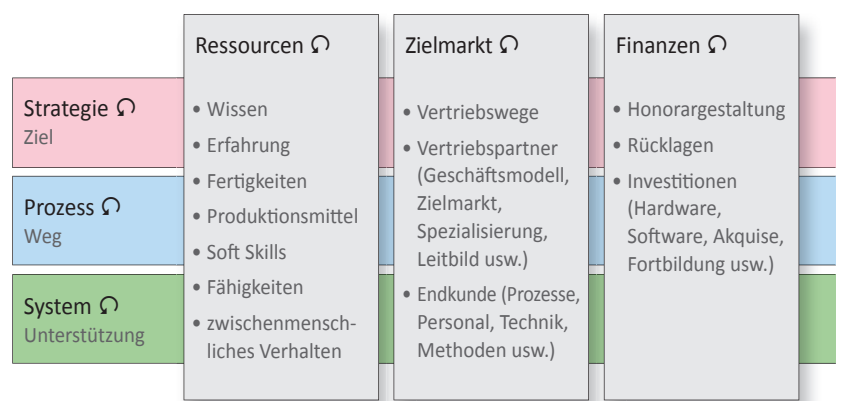 Ressourcen
Zielmarkt
Finanzen
Strategie
Ziel
Prozess
Weg
System
Unterstützung
• Wissen
• Erfahrung
• Fertigkeiten
• Produktionsmittel
• Soft Skills
• Fähigkeiten
• zwischenmensch-
liches Verhalten
• Vertriebswege
• Vertriebspartner
(Geschäftsmodell,
Zielmarkt,
Spezialisierung,
Leitbild usw.)
• Endkunde (Prozesse,
Personal, Technik,
Methoden usw.)
• Honorargestaltung
• Rücklagen
• Investitionen
(Hardware,
Software, Akquise,
Fortbildung usw.)